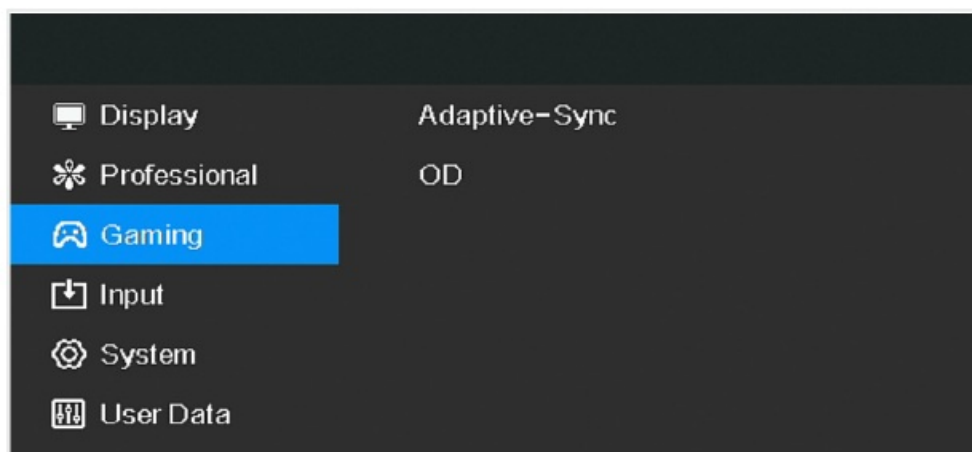 Display
Professional
Gaming
Input
System
User Data
Adaptive-Sync
OD